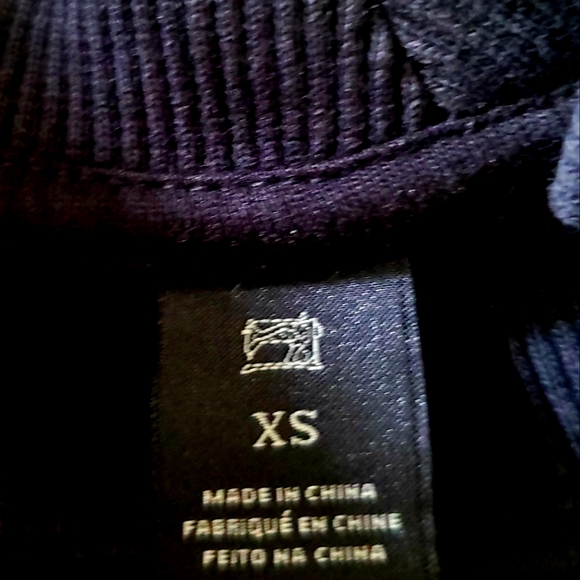 XS
MADE IN CHINA
FABRIQUÉ EN CHINE
FEITO NA CHINA